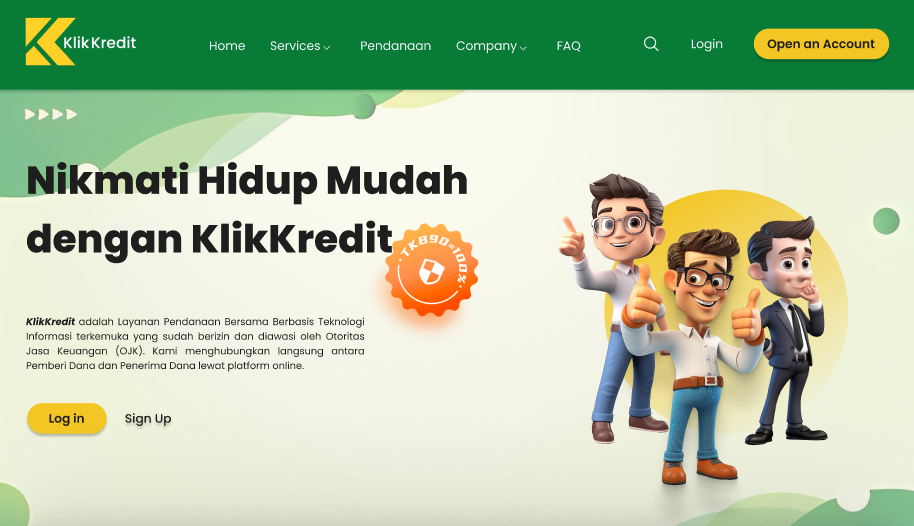 KlikKredit
Home
Services
Pendanaan
Company
FAQ
Login
Open an Account
Nikmati Hidup Mudah
dengan KlikKredit
•TKB90=100%•
KlikKredit adalah Layanan Pendanaan Bersama Berbasis Teknologi
Informasi terkemuka yang sudah berizin dan diawasi oleh Otoritas
Jasa Keuangan (OJK). Kami menghubungkan langsung antara
Pemberi Dana dan Penerima Dana lewat platform online.
Log in
Sign Up